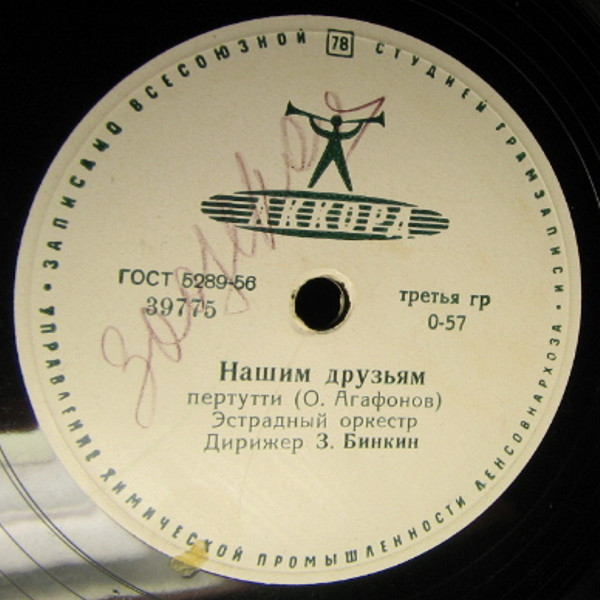 ЗАПИСАНО ВСЕСОЮЗНОЙ СТУДИЕЙ ГРАМЗАПИСИ
78
АККОРД
ГОСТ 5289-56
39775
третья гр
0-57
Нашим друзьям
пертутти (О. Агафонов)
Эстрадный оркестр
Дирижер З. Бинкин
УПРАВЛЕНИЕ ХИМИЧЕСКОЙ ПРОМЫШЛЕННОСТИ ЛЕНСОВНАРХОЗА